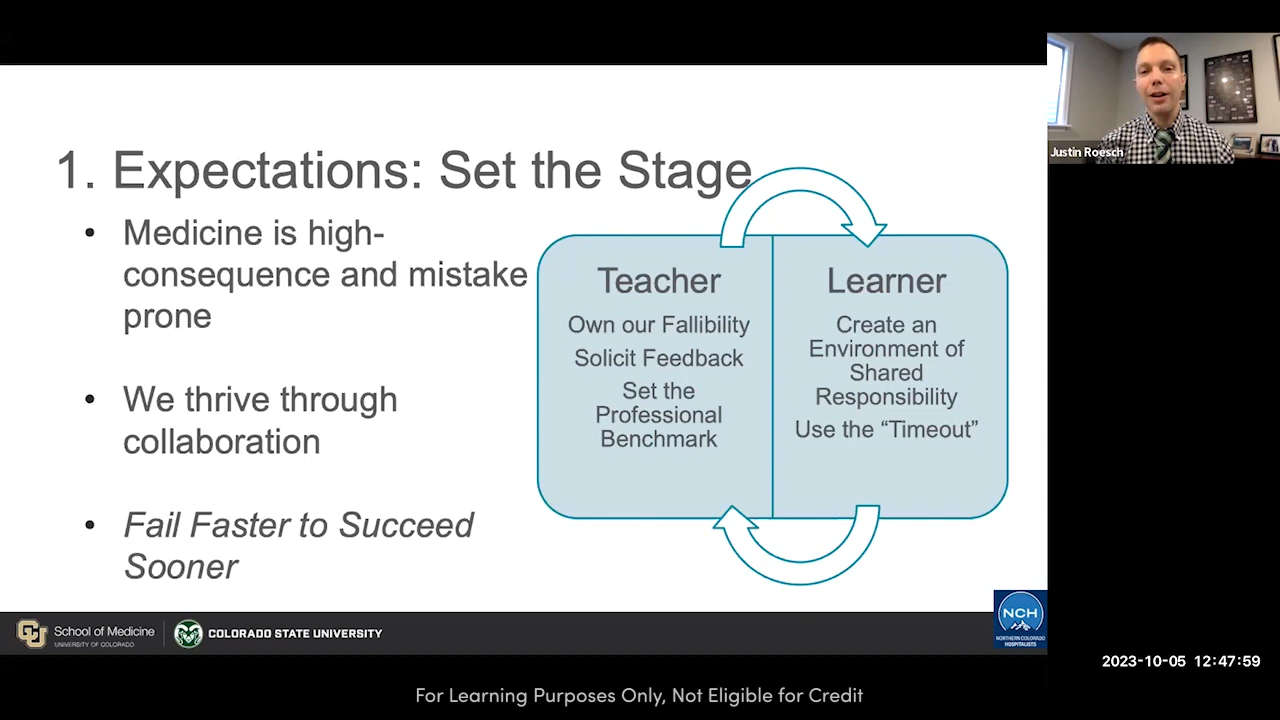 Justin Roesch
1. Expectations: Set the Stage
• Medicine is high-
consequence and mistake
prone
• We thrive through
collaboration
• Fail Faster to Succeed
Sooner
Teacher
Own our Fallibility
Solicit Feedback
Set the
Professional
Benchmark
Learner
Create an
Environment of
Shared
Responsibility
Use the “Timeout”
School of Medicine
UNIVERSITY OF COLORADO
COLORADO STATE UNIVERSITY
NCH
NORTHERN COLORADO
HOSPITALISTS
2023-10-05 12:47:59
For Learning Purposes Only, Not Eligible for Credit